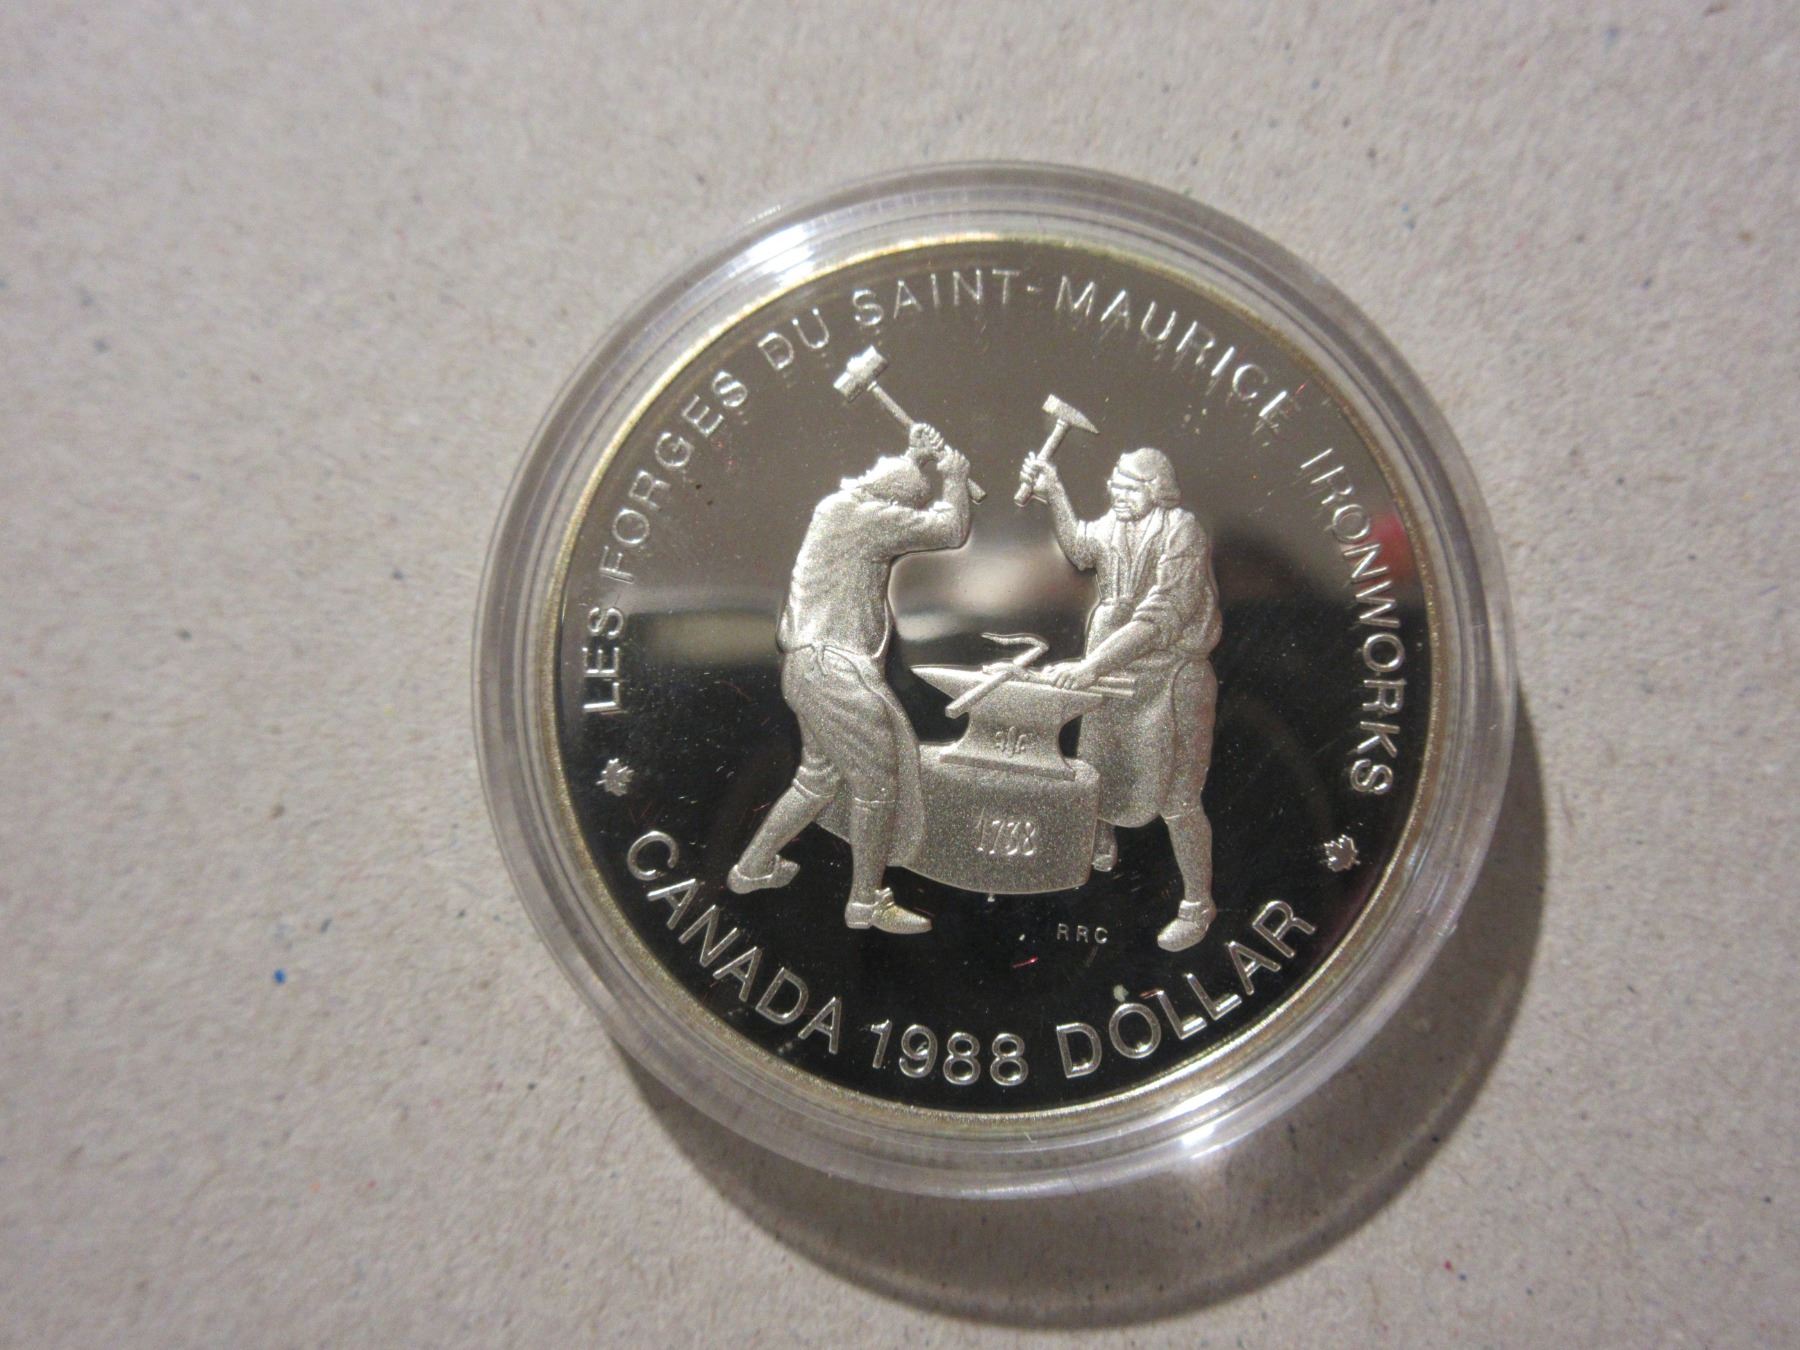 LES FORGES DU SAINT-MAURICE IRONWORKS
1738
RRC
CANADA 1988 DOLLAR